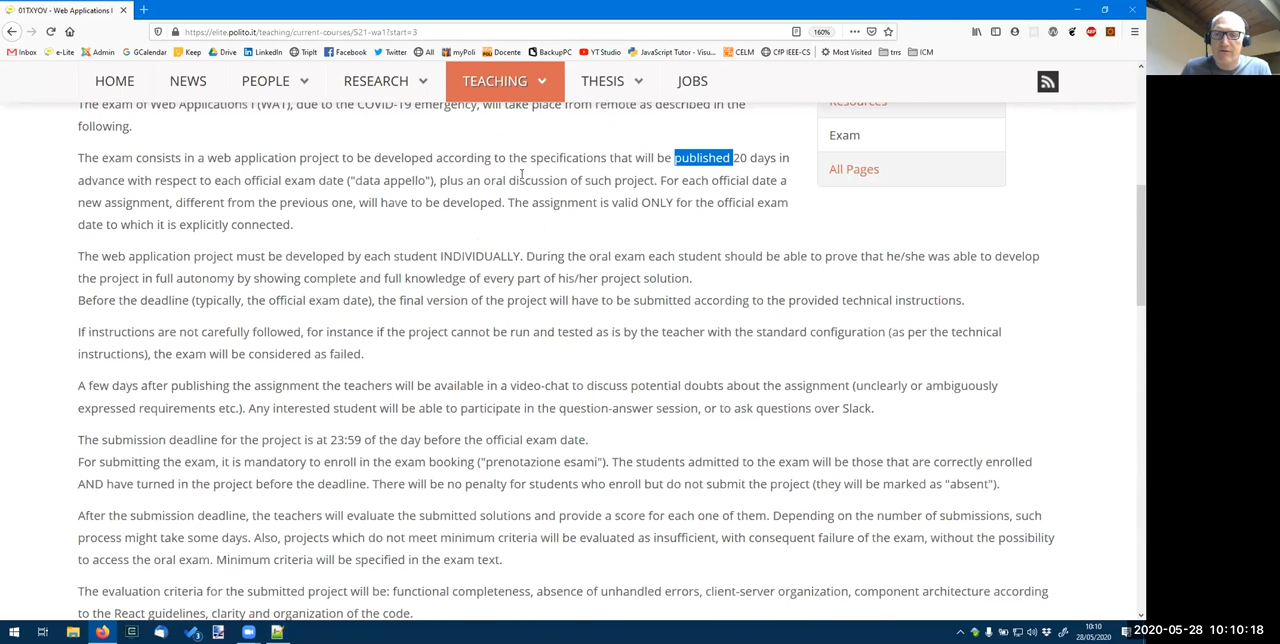 01TXYOV - Web Applications I
https://elite.polito.it/teaching/current-courses/521-wa1?start=3
160%
Inbox e-Lite Admin GCalendar Keep Drive LinkedIn TripIt Facebook Twitter All myPoli Docente BackupPC YT Studio JavaScript Tutor - Visu... CELM CfP IEEE-CS Most Visited trrs ICM
HOME NEWS PEOPLE RESEARCH TEACHING THESIS JOBS
The exam of Web Applications I (WA1), due to the COVID-19 emergency, will take place from remote as described in the
following.
Resources
Exam
All Pages
The exam consists in a web application project to be developed according to the specifications that will be published 20 days in
advance with respect to each official exam date ("data appello"), plus an oral discussion of such project. For each official date a
new assignment, different from the previous one, will have to be developed. The assignment is valid ONLY for the official exam
date to which it is explicitly connected.
The web application project must be developed by each student INDIVIDUALLY. During the oral exam each student should be able to prove that he/she was able to develop
the project in full autonomy by showing complete and full knowledge of every part of his/her project solution.
Before the deadline (typically, the official exam date), the final version of the project will have to be submitted according to the provided technical instructions.
If instructions are not carefully followed, for instance if the project cannot be run and tested as is by the teacher with the standard configuration (as per the technical
instructions), the exam will be considered as failed.
A few days after publishing the assignment the teachers will be available in a video-chat to discuss potential doubts about the assignment (unclearly or ambiguously
expressed requirements etc.). Any interested student will be able to participate in the question-answer session, or to ask questions over Slack.
The submission deadline for the project is at 23:59 of the day before the official exam date.
For submitting the exam, it is mandatory to enroll in the exam booking ("prenotazione esami"). The students admitted to the exam will be those that are correctly enrolled
AND have turned in the project before the deadline. There will be no penalty for students who enroll but do not submit the project (they will be marked as "absent").
After the submission deadline, the teachers will evaluate the submitted solutions and provide a score for each one of them. Depending on the number of submissions, such
process might take some days. Also, projects which do not meet minimum criteria will be evaluated as insufficient, with consequent failure of the exam, without the possibility
to access the oral exam. Minimum criteria will be specified in the exam text.
The evaluation criteria for the submitted project will be: functional completeness, absence of unhandled errors, client-server organization, component architecture according
to the React guidelines, clarity and organization of the code.
10:10
28/05/2020
2020-05-28 10:10:18